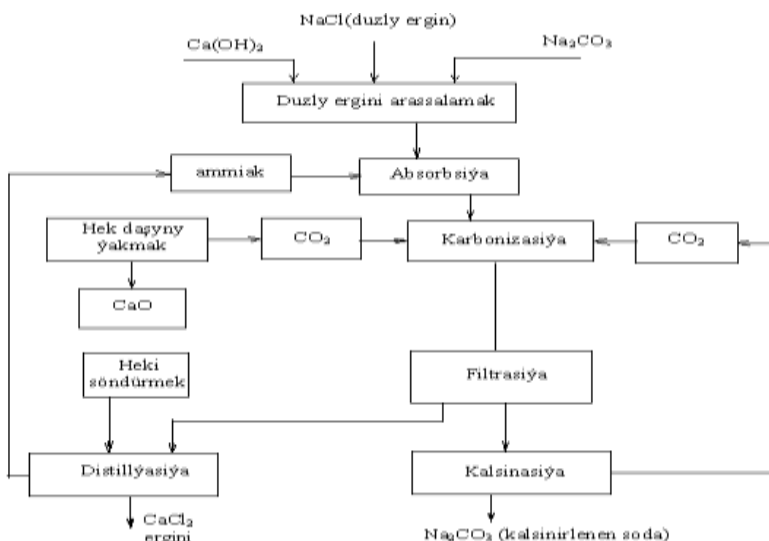 NaCl(duzly ergin)
Ca(OH)₂
Na₂CO₃
Duzly ergini arassalamak
ammiak
Absorbsiýa
Hek daşyny
ýakmak
CO₂
Karbonizasiýa
CO₂
CaO
Heki
söndürmek
Filtrasiýa
Distillýasiýa
Kalsinasiýa
CaCl₂
ergini
Na₂CO₃ (kalsinirlenen soda)